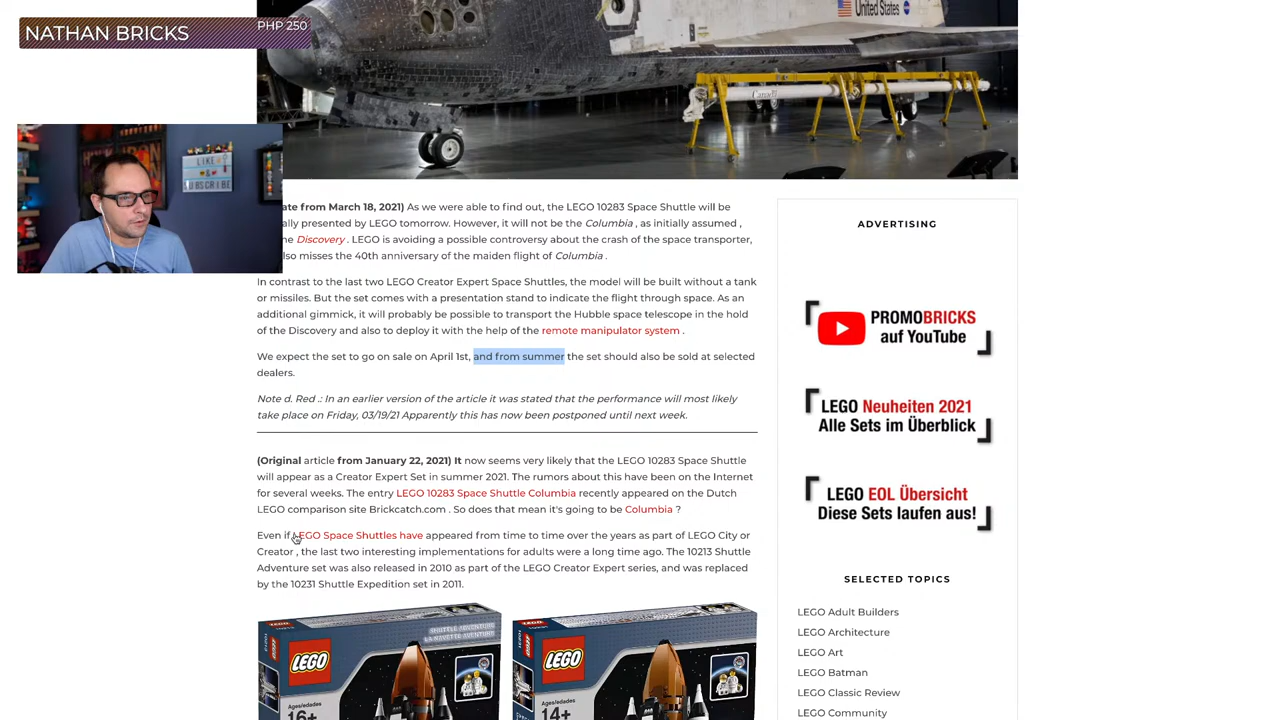 NATHAN BRICKS
PHP 250
United States
Canada
LIKE
&
SUBSCRIBE
ate from March 18, 2021) As we were able to find out, the LEGO 10283 Space Shuttle will be
ally presented by LEGO tomorrow. However, it will not be the Columbia , as initially assumed ,
he Discovery . LEGO is avoiding a possible controversy about the crash of the space transporter,
lso misses the 40th anniversary of the maiden flight of Columbia .
In contrast to the last two LEGO Creator Expert Space Shuttles, the model will be built without a tank
or missiles. But the set comes with a presentation stand to indicate the flight through space. As an
additional gimmick, it will probably be possible to transport the Hubble space telescope in the hold
of the Discovery and also to deploy it with the help of the remote manipulator system .
We expect the set to go on sale on April 1st, and from summer the set should also be sold at selected
dealers.
Note d. Red .: In an earlier version of the article it was stated that the performance will most likely
take place on Friday, 03/19/21 Apparently this has now been postponed until next week.
(Original article from January 22, 2021) It now seems very likely that the LEGO 10283 Space Shuttle
will appear as a Creator Expert Set in summer 2021. The rumors about this have been on the Internet
for several weeks. The entry LEGO 10283 Space Shuttle Columbia recently appeared on the Dutch
LEGO comparison site Brickcatch.com . So does that mean it's going to be Columbia ?
Even if LEGO Space Shuttles have appeared from time to time over the years as part of LEGO City or
Creator , the last two interesting implementations for adults were a long time ago. The 10213 Shuttle
Adventure set was also released in 2010 as part of the LEGO Creator Expert series, and was replaced
by the 10231 Shuttle Expedition set in 2011.
LEGO
SHUTTLE ADVENTURE
LA NAVETTE AVENTURE
Ages/edades
16+
LEGO
Ages/edades
14+
ADVERTISING
PROMOBRICKS
auf YouTube
LEGO Neuheiten 2021
Alle Sets im Überblick
LEGO EOL Übersicht
Diese Sets laufen aus!
SELECTED TOPICS
LEGO Adult Builders
LEGO Architecture
LEGO Art
LEGO Batman
LEGO Classic Review
LEGO Community